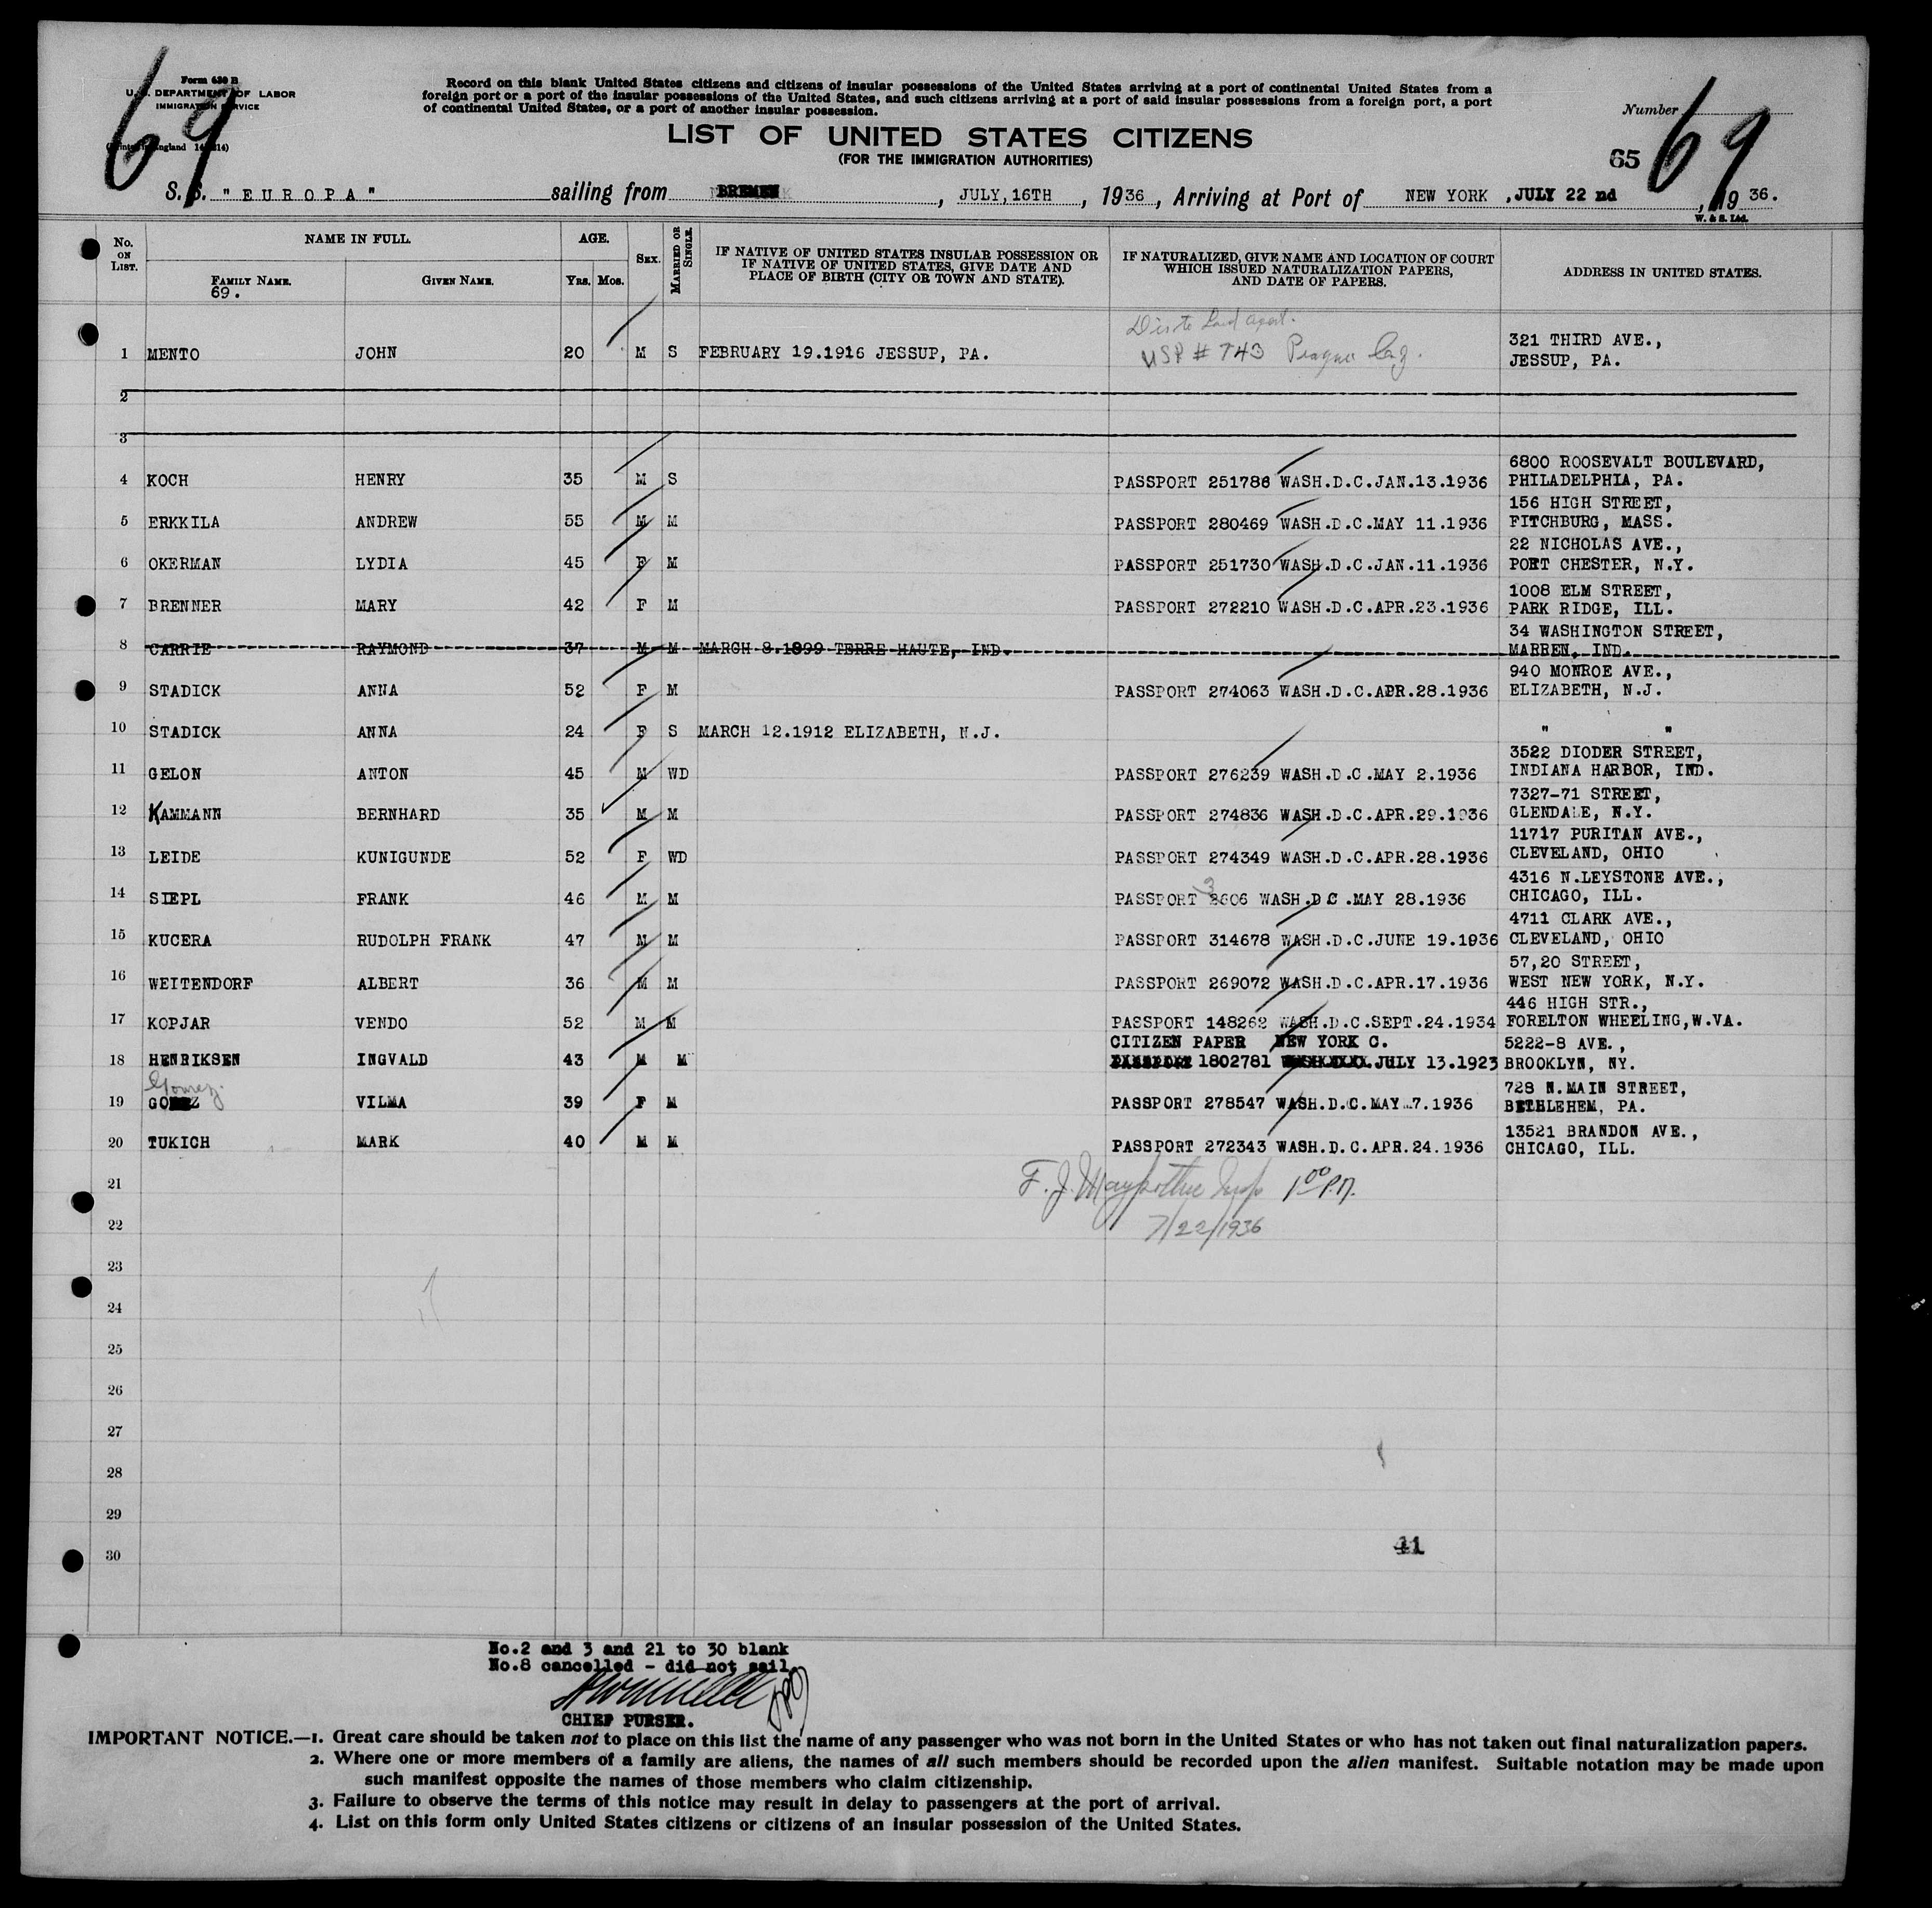 69
Form 630 B
U.S. DEPARTMENT OF LABOR
IMMIGRATION SERVICE
Record on this blank United States citizens and citizens of insular possessions of the United States arriving at a port of continental United States from a
foreign port or a port of the insular possessions of the United States, and such citizens arriving at a port of said insular possessions from a foreign port, a port
of continental United States, or a port of another insular possession.
Number 69
LIST OF UNITED STATES CITIZENS
(FOR THE IMMIGRATION AUTHORITIES)
65
S.S. "EUROPA" sailing from BREMEN, JULY, 16TH, 1936, Arriving at Port of NEW YORK, JULY 22 nd, 1936.
W. & S. Ltd.
No. ON LIST. NAME IN FULL. AGE. SEX. MARRIED OR SINGLE. IF NATIVE OF UNITED STATES INSULAR POSSESSION OR IF NATIVE OF UNITED STATES, GIVE DATE AND PLACE OF BIRTH (CITY OR TOWN AND STATE). IF NATURALIZED, GIVE NAME AND LOCATION OF COURT WHICH ISSUED NATURALIZATION PAPERS, AND DATE OF PAPERS. ADDRESS IN UNITED STATES.
FAMILY NAME. GIVEN NAME. YRS. MOS.
69.
1 MENTO JOHN 20 M S FEBRUARY 19.1916 JESSUP, PA. USP # 743 Prague 321 THIRD AVE., JESSUP, PA.
2
3
4 KOCH HENRY 35 M S PASSPORT 251786 WASH.D.C.JAN.13.1936 6800 ROOSEVALT BOULEVARD, PHILADELPHIA, PA.
5 ERKKILA ANDREW 55 M M PASSPORT 280469 WASH.D.C.MAY 11.1936 156 HIGH STREET, FITCHBURG, MASS.
6 OKERMAN LYDIA 45 F M PASSPORT 251730 WASH.D.C.JAN.11.1936 22 NICHOLAS AVE., PORT CHESTER, N.Y.
7 BRENNER MARY 42 F M PASSPORT 272210 WASH.D.C.APR.23.1936 1008 ELM STREET, PARK RIDGE, ILL.
8 CARRIE RAYMOND 37 M M MARCH 8.1899 TERRE HAUTE, IND. 34 WASHINGTON STREET, MARREN, IND.
9 STADICK ANNA 52 F M PASSPORT 274063 WASH.D.C.APR.28.1936 940 MONROE AVE., ELIZABETH, N.J.
10 STADICK ANNA 24 F S MARCH 12.1912 ELIZABETH, N.J. " "
11 GELON ANTON 45 M WD PASSPORT 276239 WASH.D.C.MAY 2.1936 3522 DIODER STREET, INDIANA HARBOR, IND.
12 KAMMANN BERNHARD 35 M M PASSPORT 274836 WASH.D.C.APR.29.1936 7327-71 STREET, GLENDALE, N.Y.
13 LEIDE KUNIGUNDE 52 F WD PASSPORT 274349 WASH.D.C.APR.28.1936 11717 PURITAN AVE., CLEVELAND, OHIO
14 SIEPL FRANK 46 M M PASSPORT 3606 WASH.D.C.MAY 28.1936 4316 N.LEYSTONE AVE., CHICAGO, ILL.
15 KUCERA RUDOLPH FRANK 47 M M PASSPORT 314678 WASH.D.C.JUNE 19.1936 4711 CLARK AVE., CLEVELAND, OHIO
16 WEITENDORF ALBERT 36 M M PASSPORT 269072 WASH.D.C.APR.17.1936 57,20 STREET, WEST NEW YORK, N.Y.
17 KOPJAR VENDO 52 M M PASSPORT 148262 WASH.D.C.SEPT.24.1934 446 HIGH STR., FORELTON WHEELING,W.VA.
18 HENRIKSEN INGVALD 43 M M CITIZEN PAPER NEW YORK C. 1802781 JULY 13.1923 5222-8 AVE., BROOKLYN, NY.
Gomez
19 GOMEZ VILMA 39 F M PASSPORT 278547 WASH.D.C.MAY 7.1936 728 N.MAIN STREET, BETHLEHEM, PA.
20 TUKICH MARK 40 M M PASSPORT 272343 WASH.D.C.APR.24.1936 13521 BRANDON AVE., CHICAGO, ILL.
21 F. J. 1 00 P.M.
22 7/22/1936
23
24
25
26
27
28
29
30 41
No.2 and 3 and 21 to 30 blank
No.8 cancelled - did not sail.
CHIEF PURSER.
IMPORTANT NOTICE.—1. Great care should be taken not to place on this list the name of any passenger who was not born in the United States or who has not taken out final naturalization papers.
2. Where one or more members of a family are aliens, the names of all such members should be recorded upon the alien manifest. Suitable notation may be made upon
such manifest opposite the names of those members who claim citizenship.
3. Failure to observe the terms of this notice may result in delay to passengers at the port of arrival.
4. List on this form only United States citizens or citizens of an insular possession of the United States.